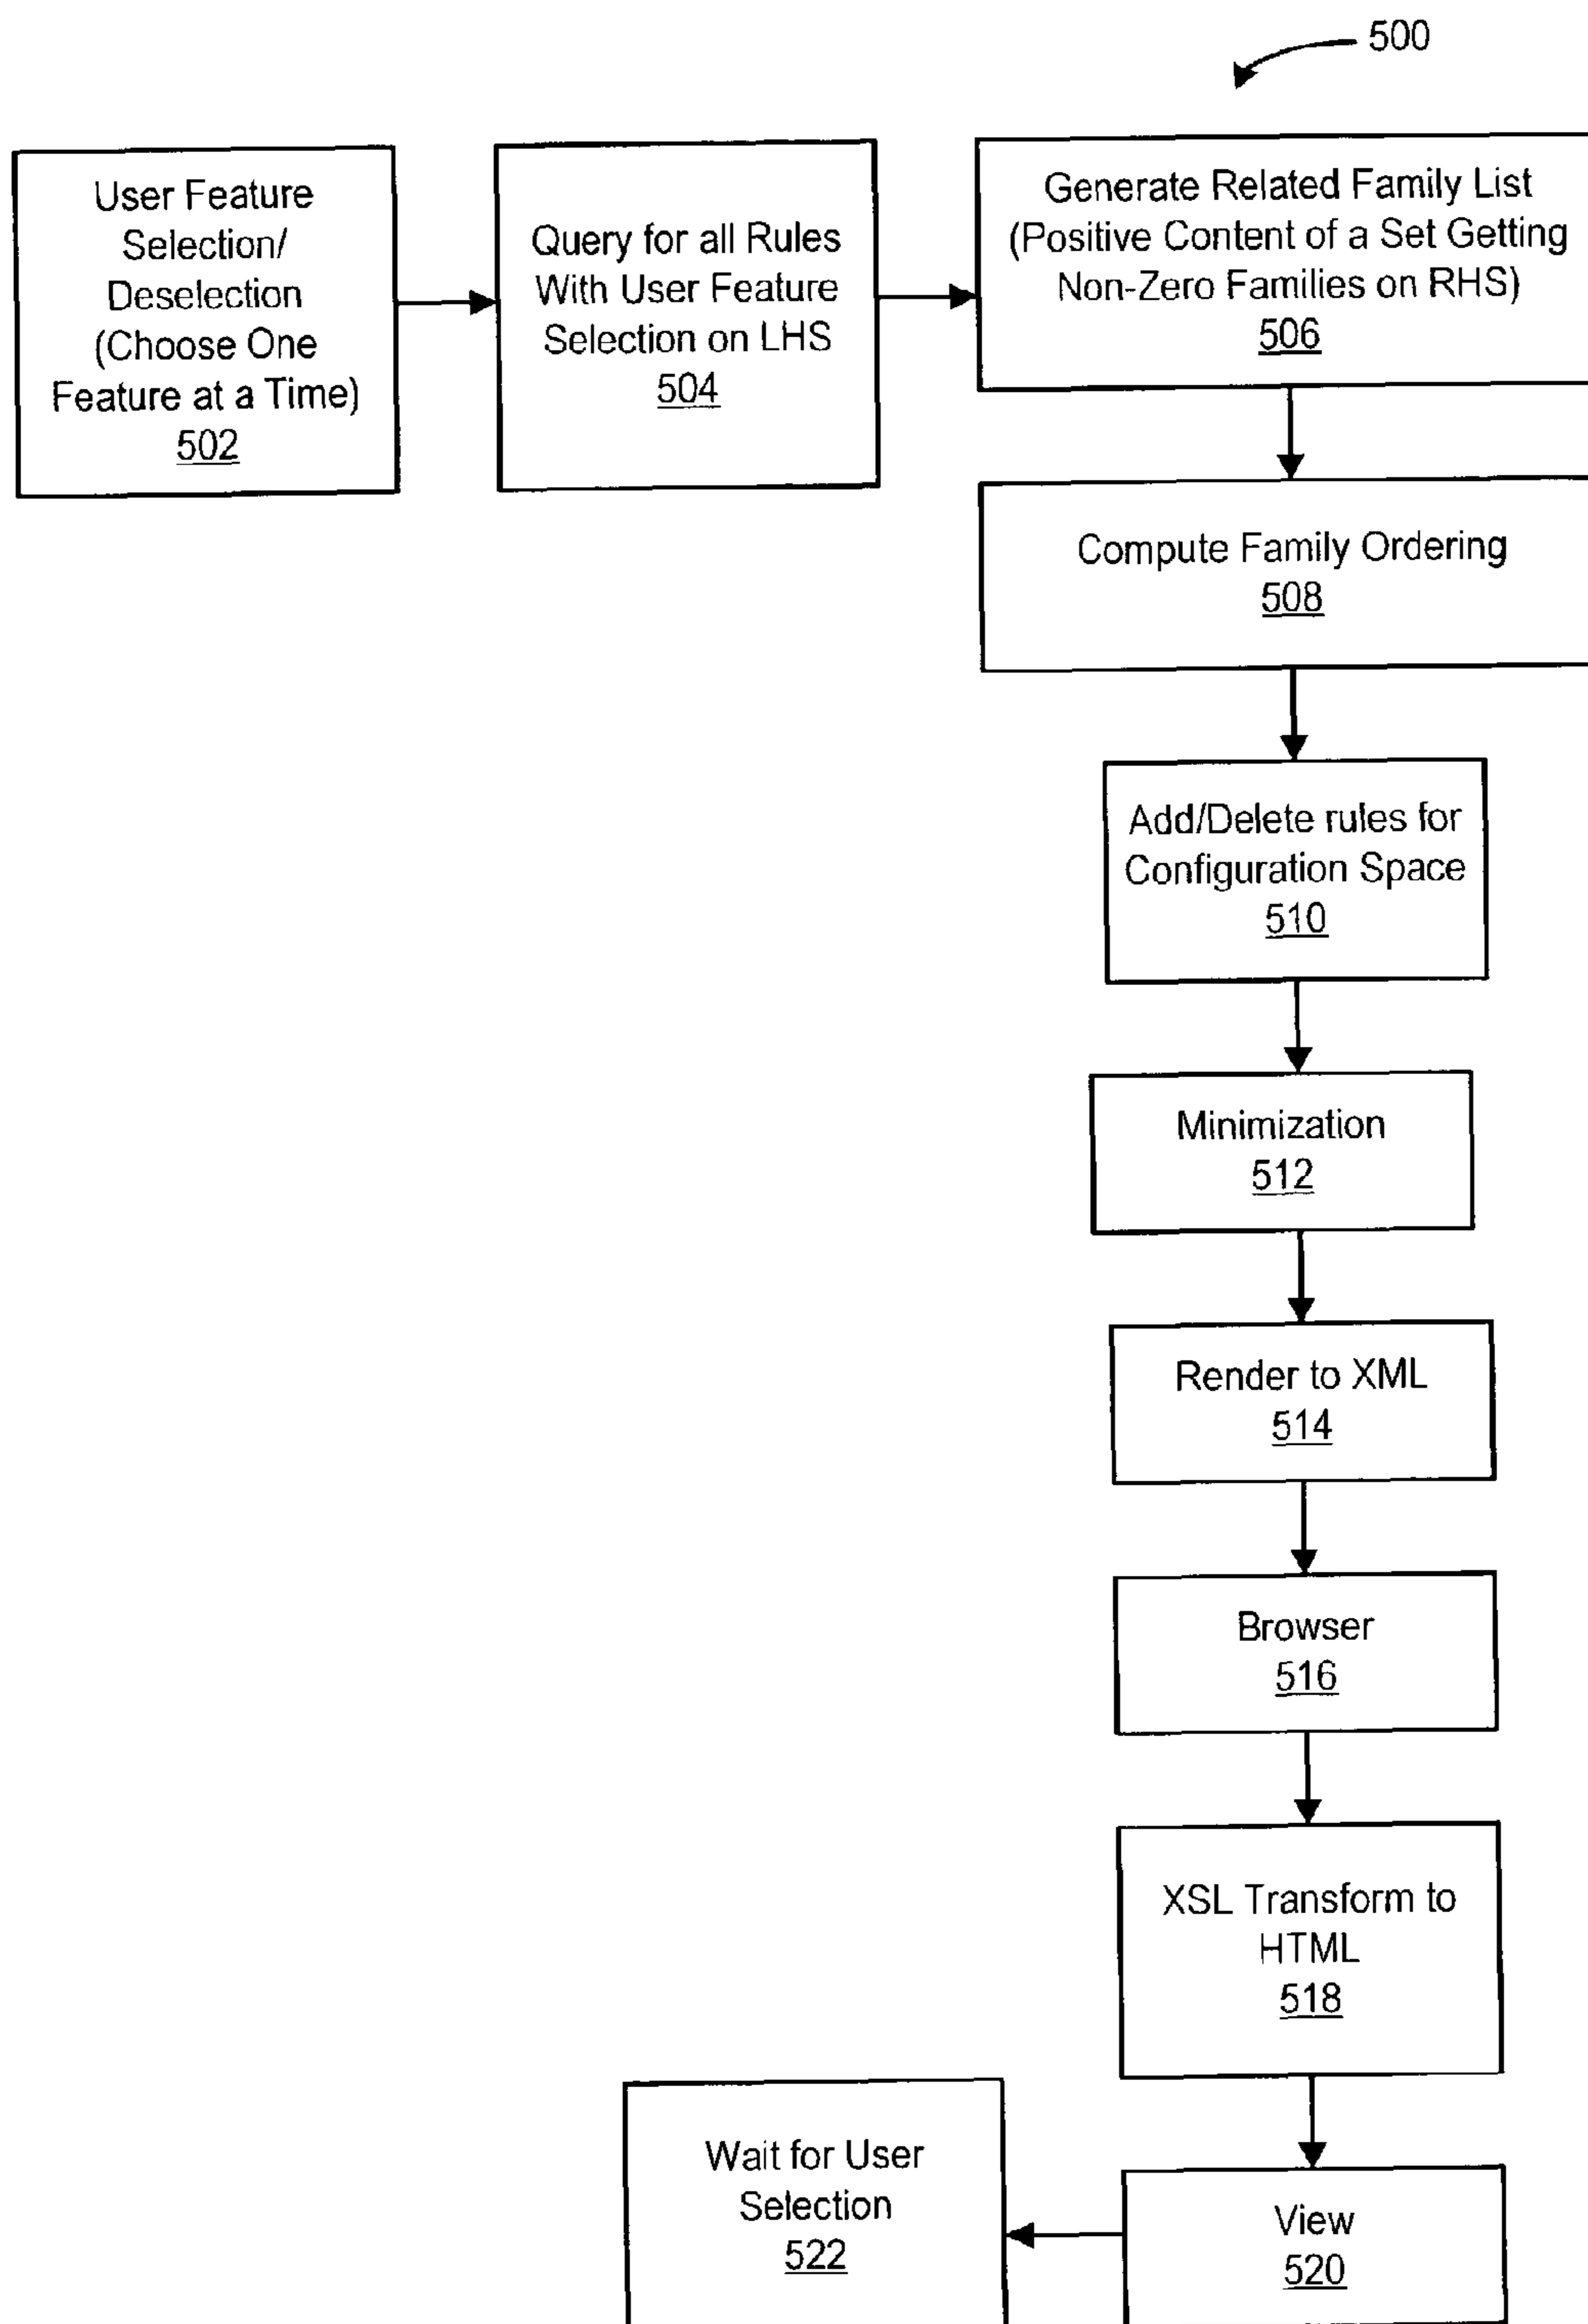 500
User Feature
Selection/
Deselection
(Choose One
Feature at a Time)
502
Query for all Rules
With User Feature
Selection on LHS
504
Generate Related Family List
(Positive Content of a Set Getting
Non-Zero Families on RHS)
506
Compute Family Ordering
508
Add/Delete rules for
Configuration Space
510
Minimization
512
Render to XML
514
Browser
516
XSL Transform to
HTML
518
View
520
Wait for User
Selection
522